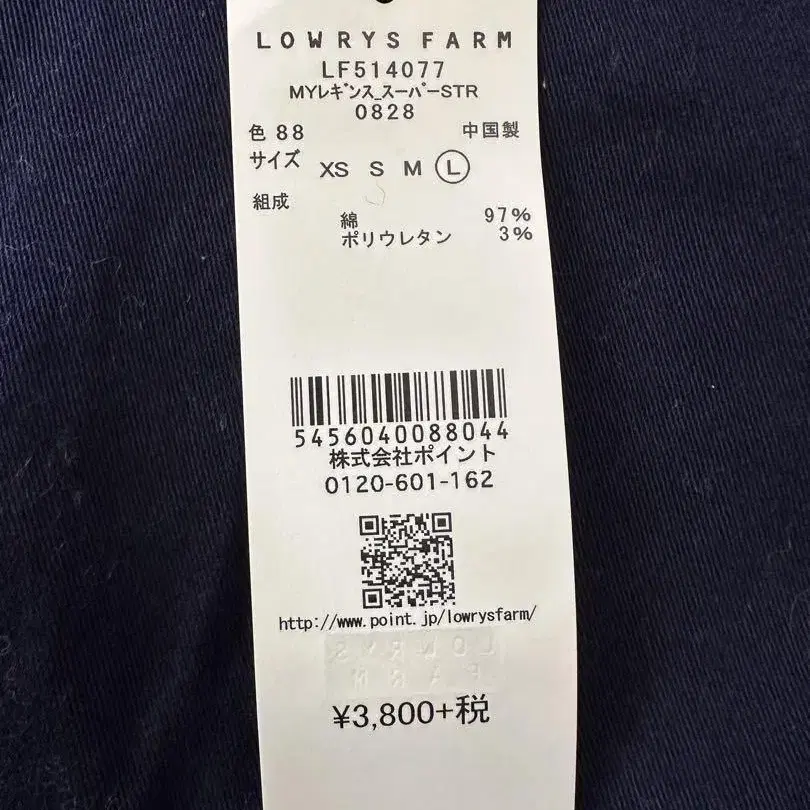 LOWRYS FARM
LF514077
MYﾚｷﾞﾝｽ_ｽｰﾊﾟｰSTR
0828
色 88 中国製
サイズ XS S M L
組成
綿 97%
ポリウレタン 3%
5456040088044
株式会社ポイント
0120-601-162
http://www.point.jp/lowrysfarm/
LOWRYS
FARM
¥3,800+税